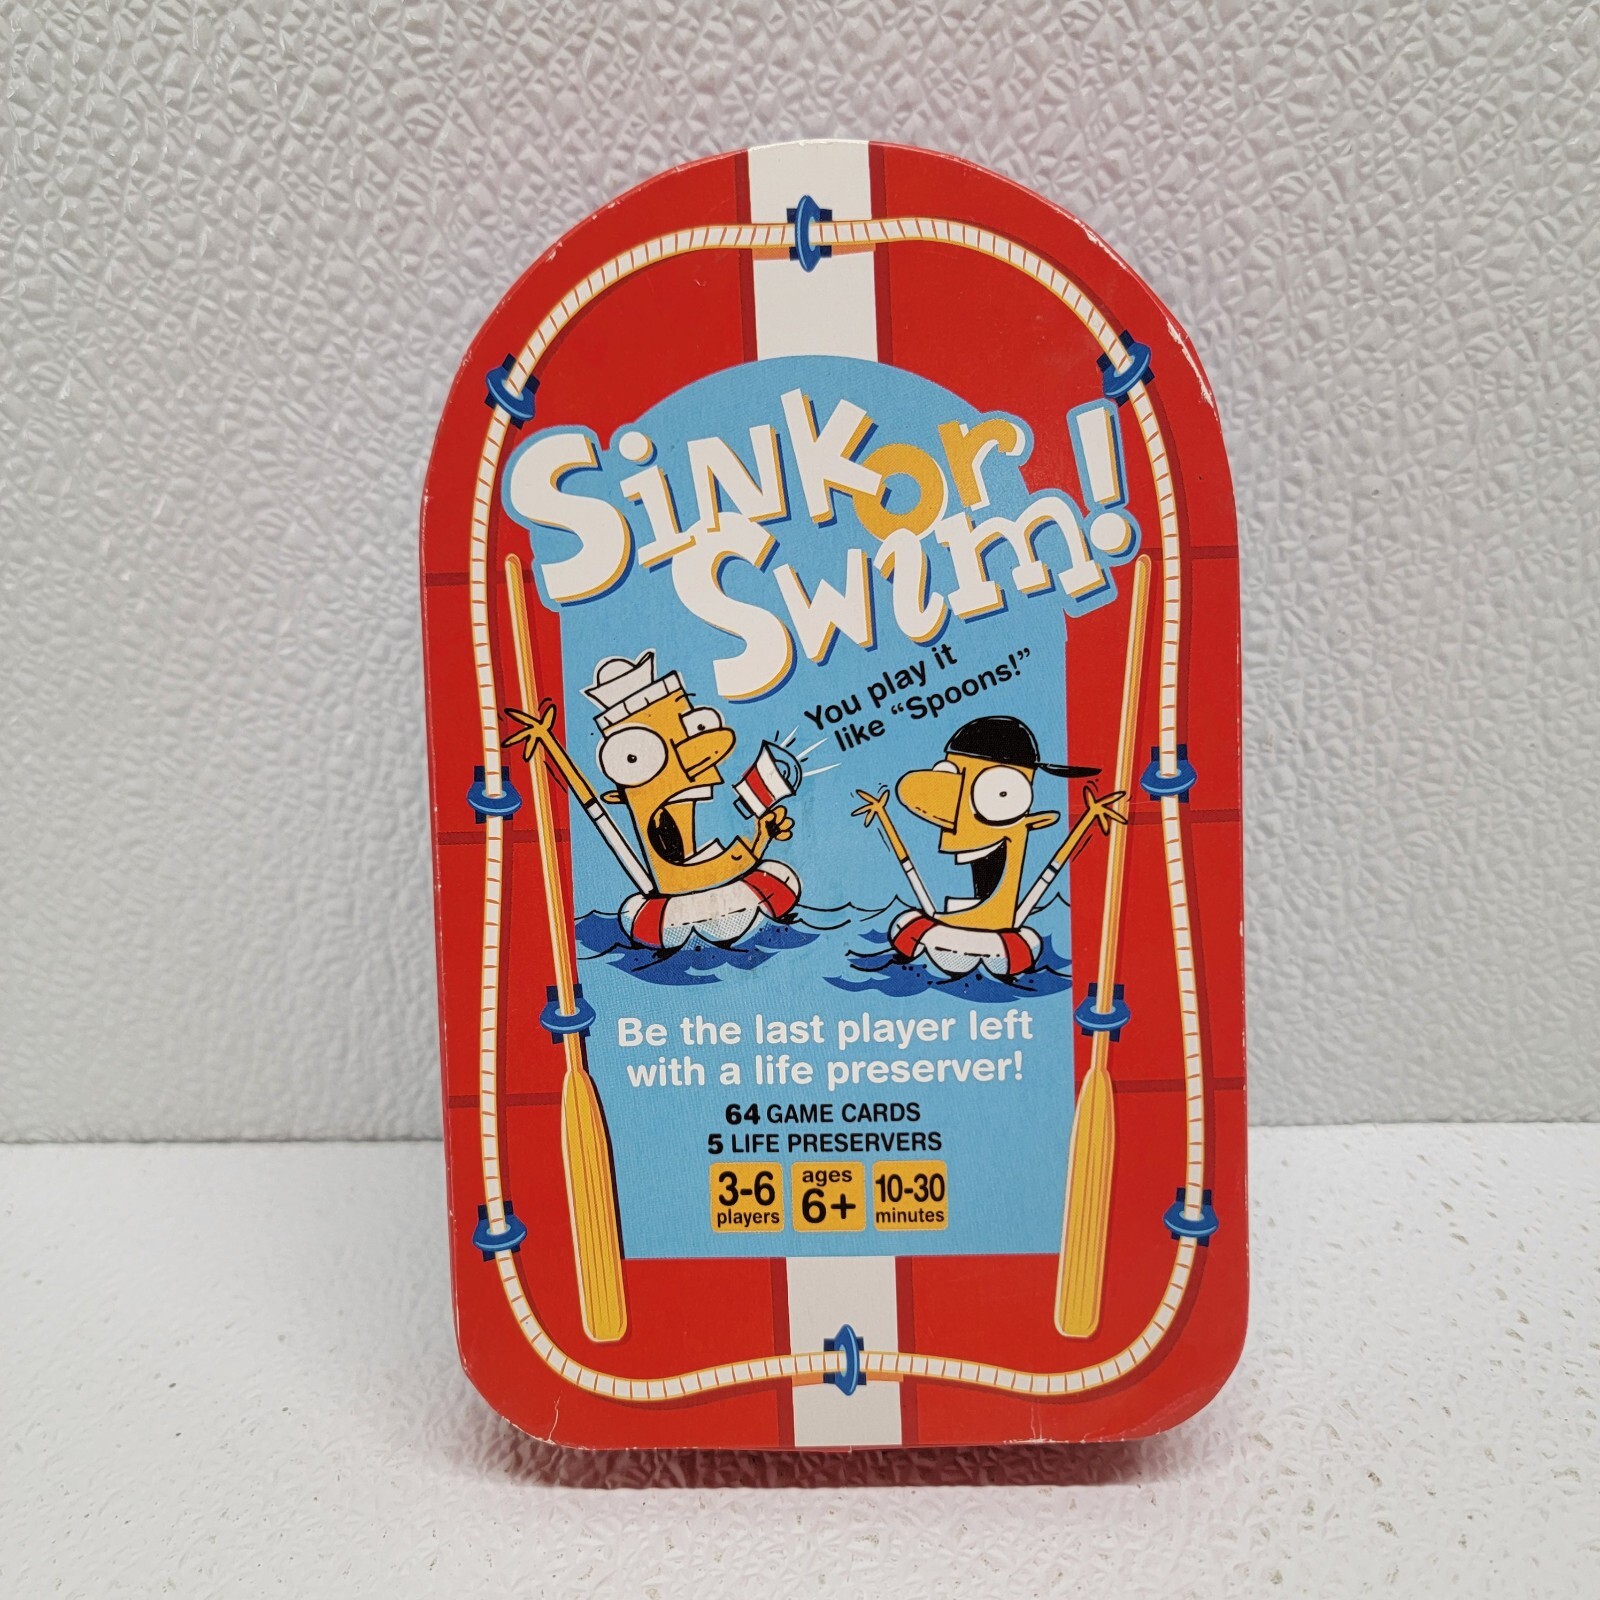 Sink or
Swim!
You play it
like “Spoons!”
Be the last player left
with a life preserver!
64 GAME CARDS
5 LIFE PRESERVERS
3-6
players
ages
6+
10-30
minutes